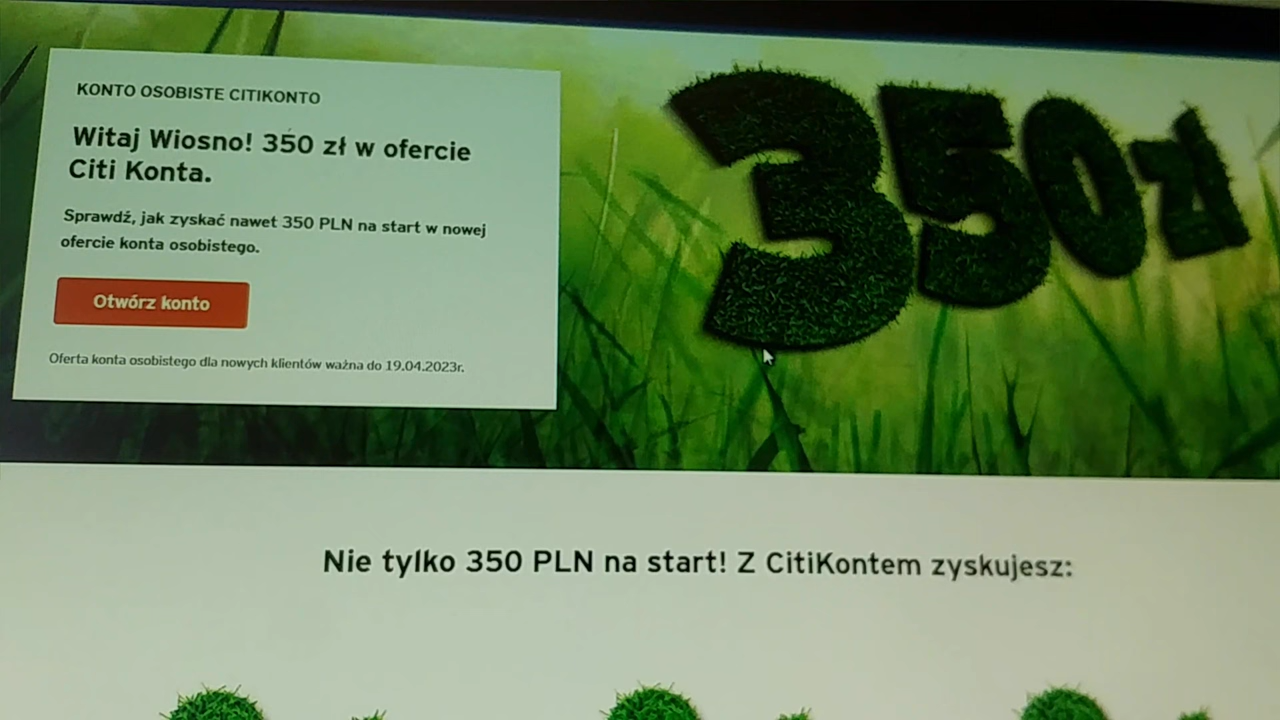 KONTO OSOBISTE CITIKONTO
Witaj Wiosno! 350 zł w ofercie
Citi Konta.
Sprawdź, jak zyskać nawet 350 PLN na start w nowej
ofercie konta osobistego.
Otwórz konto
Oferta konta osobistego dla nowych klientów ważna do 19.04.2023r.
350zł
Nie tylko 350 PLN na start! Z CitiKontem zyskujesz: